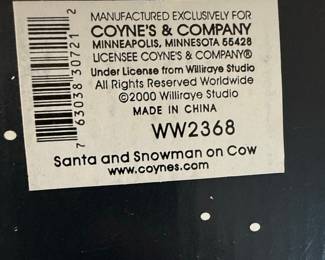 MANUFACTURED EXCLUSIVELY FOR
COYNE'S & COMPANY
MINNEAPOLIS, MINNESOTA 55428
LICENSEE COYNE'S & COMPANY®
Under License from Williraye Studio
All Rights Reserved Worldwide
©2000 Williraye Studio
MADE IN CHINA
WW2368
Santa and Snowman on Cow
www.coynes.com
7 63038 30721 2